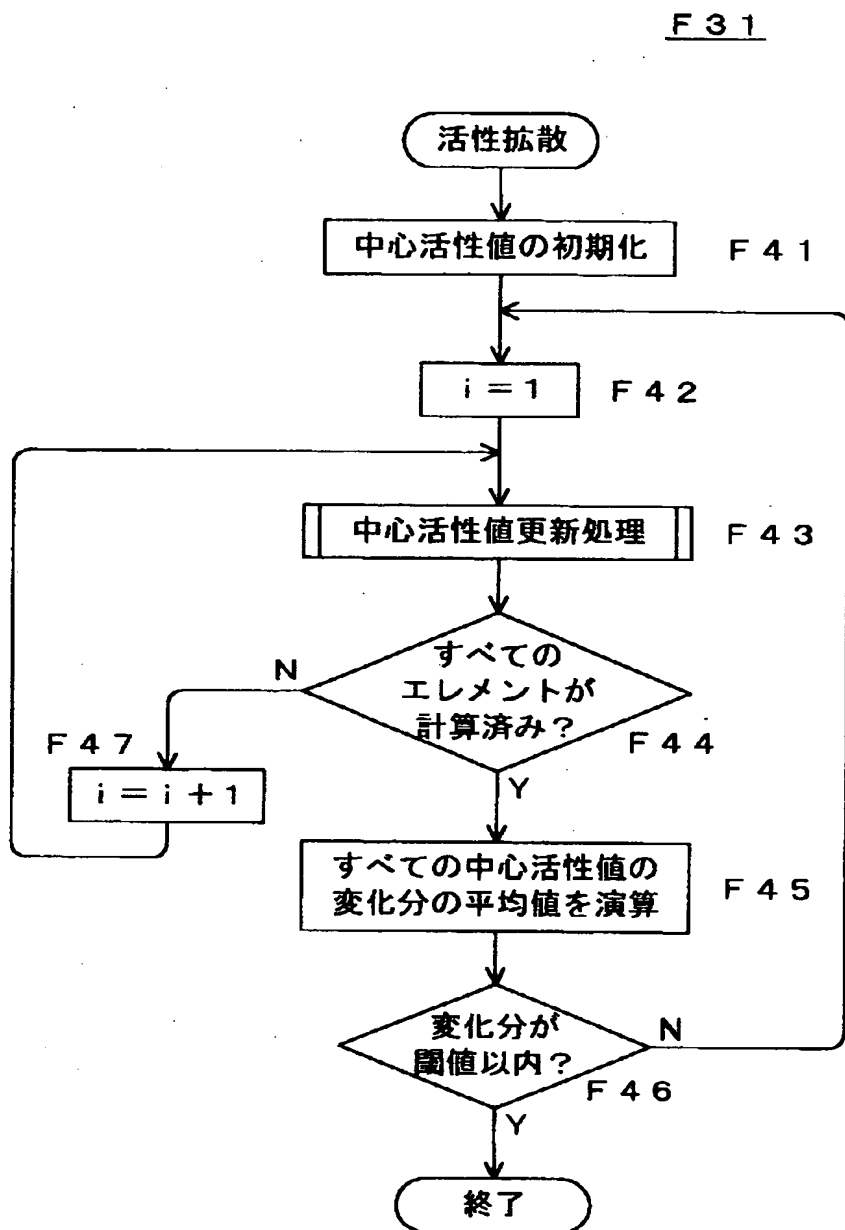 F31
活性拡散
中心活性値の初期化 F41
i=1 F42
中心活性値更新処理 F43
すべての
エレメントが
計算済み?
F44
N
Y
F47
i=i+1
すべての中心活性値の
変化分の平均値を演算
F45
変化分が
閾値以内?
F46
N
Y
終了